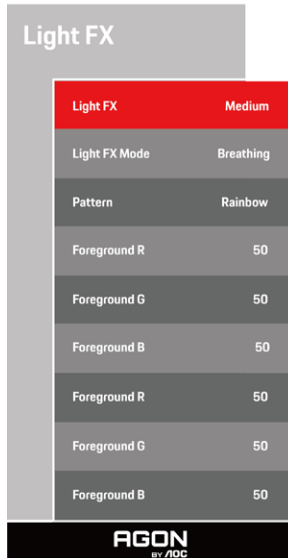 Light FX
Light FX Medium
Light FX Mode Breathing
Pattern Rainbow
Foreground R 50
Foreground G 50
Foreground B 50
Foreground R 50
Foreground G 50
Foreground B 50
AGON
BY AOC